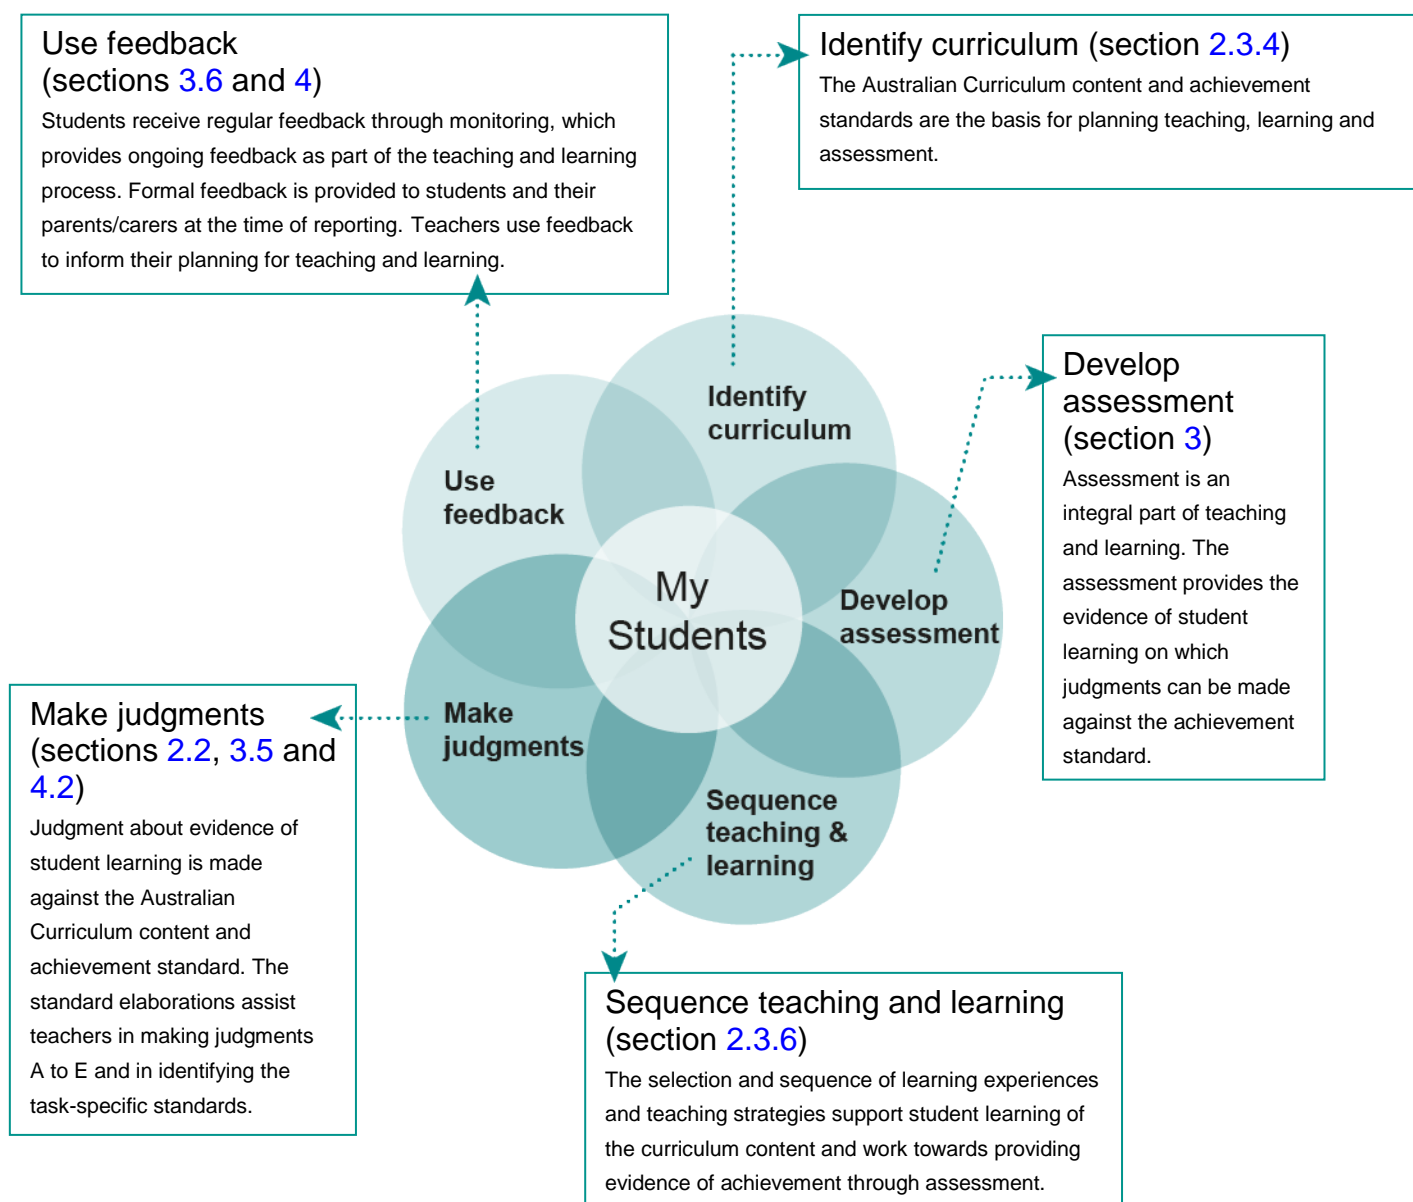 Use feedback
(sections 3.6 and 4)
Students receive regular feedback through monitoring, which
provides ongoing feedback as part of the teaching and learning
process. Formal feedback is provided to students and their
parents/carers at the time of reporting. Teachers use feedback
to inform their planning for teaching and learning.
Identify curriculum (section 2.3.4)
The Australian Curriculum content and achievement
standards are the basis for planning teaching, learning and
assessment.
Develop
assessment
(section 3)
Assessment is an
integral part of teaching
and learning. The
assessment provides the
evidence of student
learning on which
judgments can be made
against the achievement
standard.
Identify
curriculum
Use
feedback
My
Students
Develop
assessment
Make
judgments
Sequence
teaching &
learning
Make judgments
(sections 2.2, 3.5 and
4.2)
Judgment about evidence of
student learning is made
against the Australian
Curriculum content and
achievement standard. The
standard elaborations assist
teachers in making judgments
A to E and in identifying the
task-specific standards.
Sequence teaching and learning
(section 2.3.6)
The selection and sequence of learning experiences
and teaching strategies support student learning of
the curriculum content and work towards providing
evidence of achievement through assessment.